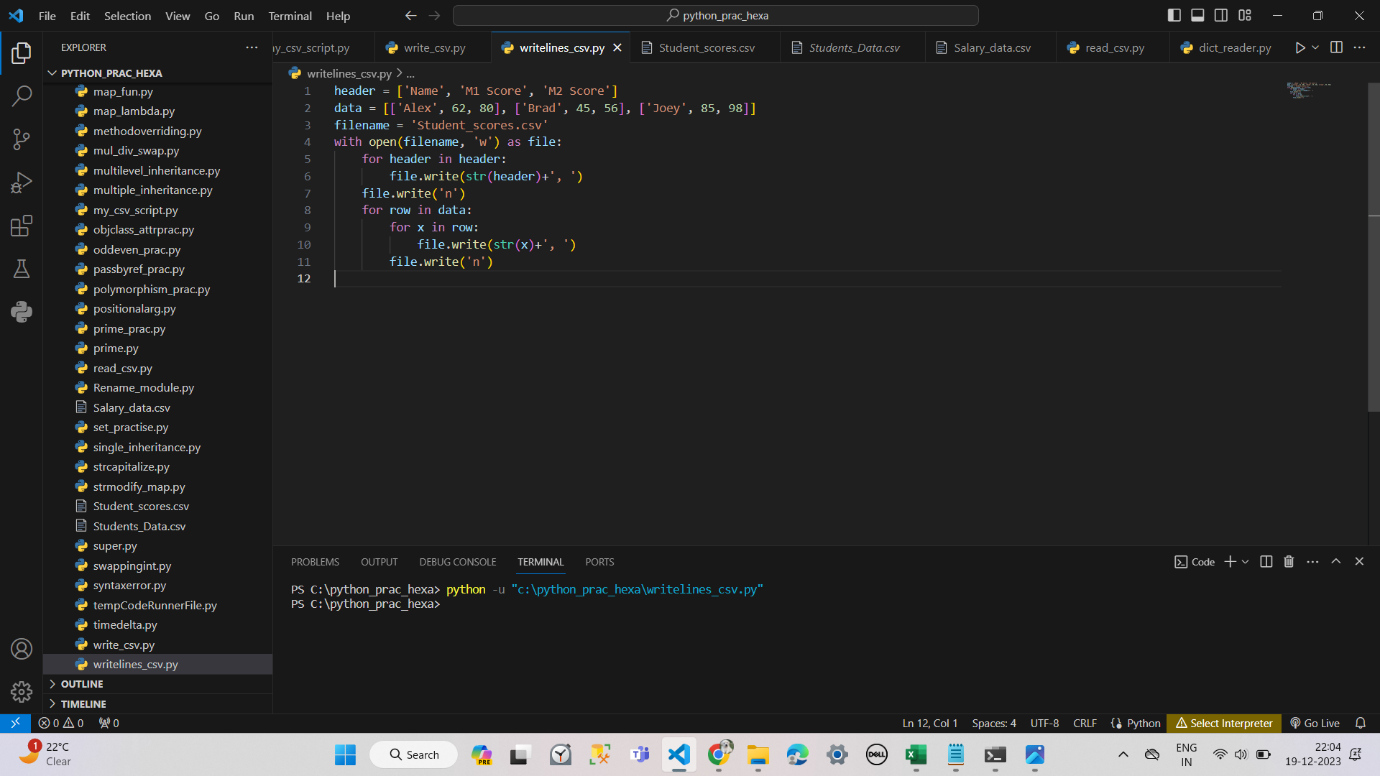 File Edit Selection View Go Run Terminal Help
python_prac_hexa
EXPLORER
PYTHON_PRAC_HEXA
map_fun.py
map_lambda.py
methodoverriding.py
mul_div_swap.py
multilevel_inheritance.py
multiple_inheritance.py
my_csv_script.py
objclass_attrprac.py
oddeven_prac.py
passbyref_prac.py
polymorphism_prac.py
positionalarg.py
prime_prac.py
prime.py
read_csv.py
Rename_module.py
Salary_data.csv
set_practise.py
single_inheritance.py
strcapitalize.py
strmodify_map.py
Student_scores.csv
Students_Data.csv
super.py
swappingint.py
syntaxerror.py
tempCodeRunnerFile.py
timedelta.py
write_csv.py
writelines_csv.py
OUTLINE
TIMELINE
ny_csv_script.py write_csv.py writelines_csv.py Student_scores.csv Students_Data.csv Salary_data.csv read_csv.py dict_reader.py
writelines_csv.py > ...
1 header = ['Name', 'M1 Score', 'M2 Score']
2 data = [['Alex', 62, 80], ['Brad', 45, 56], ['Joey', 85, 98]]
3 filename = 'Student_scores.csv'
4 with open(filename, 'w') as file:
5     for header in header:
6         file.write(str(header)+', ')
7     file.write('n')
8     for row in data:
9         for x in row:
10             file.write(str(x)+', ')
11         file.write('n')
12
PROBLEMS OUTPUT DEBUG CONSOLE TERMINAL PORTS
Code
PS C:\python_prac_hexa> python -u "c:\python_prac_hexa\writelines_csv.py"
PS C:\python_prac_hexa>
0 0 0
Ln 12, Col 1 Spaces: 4 UTF-8 CRLF Python Select Interpreter Go Live
1 22°C
Clear
Search
PRE
DELL
ENG
IN
22:04
19-12-2023